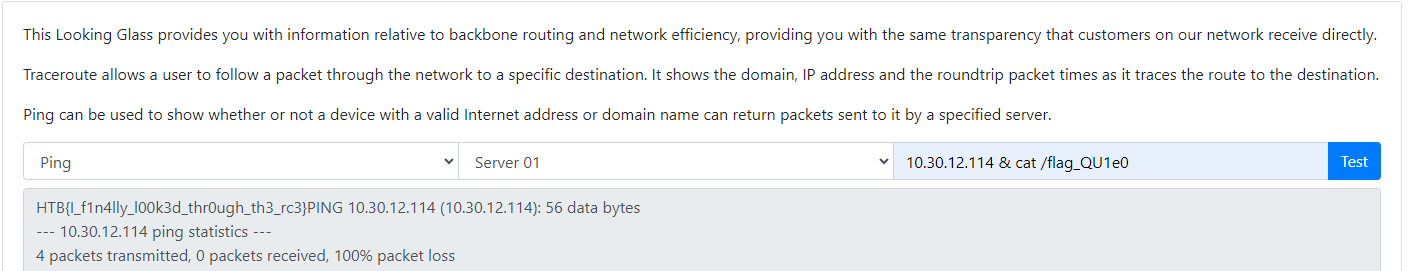 This Looking Glass provides you with information relative to backbone routing and network efficiency, providing you with the same transparency that customers on our network receive directly.
Traceroute allows a user to follow a packet through the network to a specific destination. It shows the domain, IP address and the roundtrip packet times as it traces the route to the destination.
Ping can be used to show whether or not a device with a valid Internet address or domain name can return packets sent to it by a specified server.
Ping Server 01 10.30.12.114 & cat /flag_QU1e0 Test
HTB{I_f1n4lly_l00k3d_thr0ugh_th3_rc3}PING 10.30.12.114 (10.30.12.114): 56 data bytes
--- 10.30.12.114 ping statistics ---
4 packets transmitted, 0 packets received, 100% packet loss